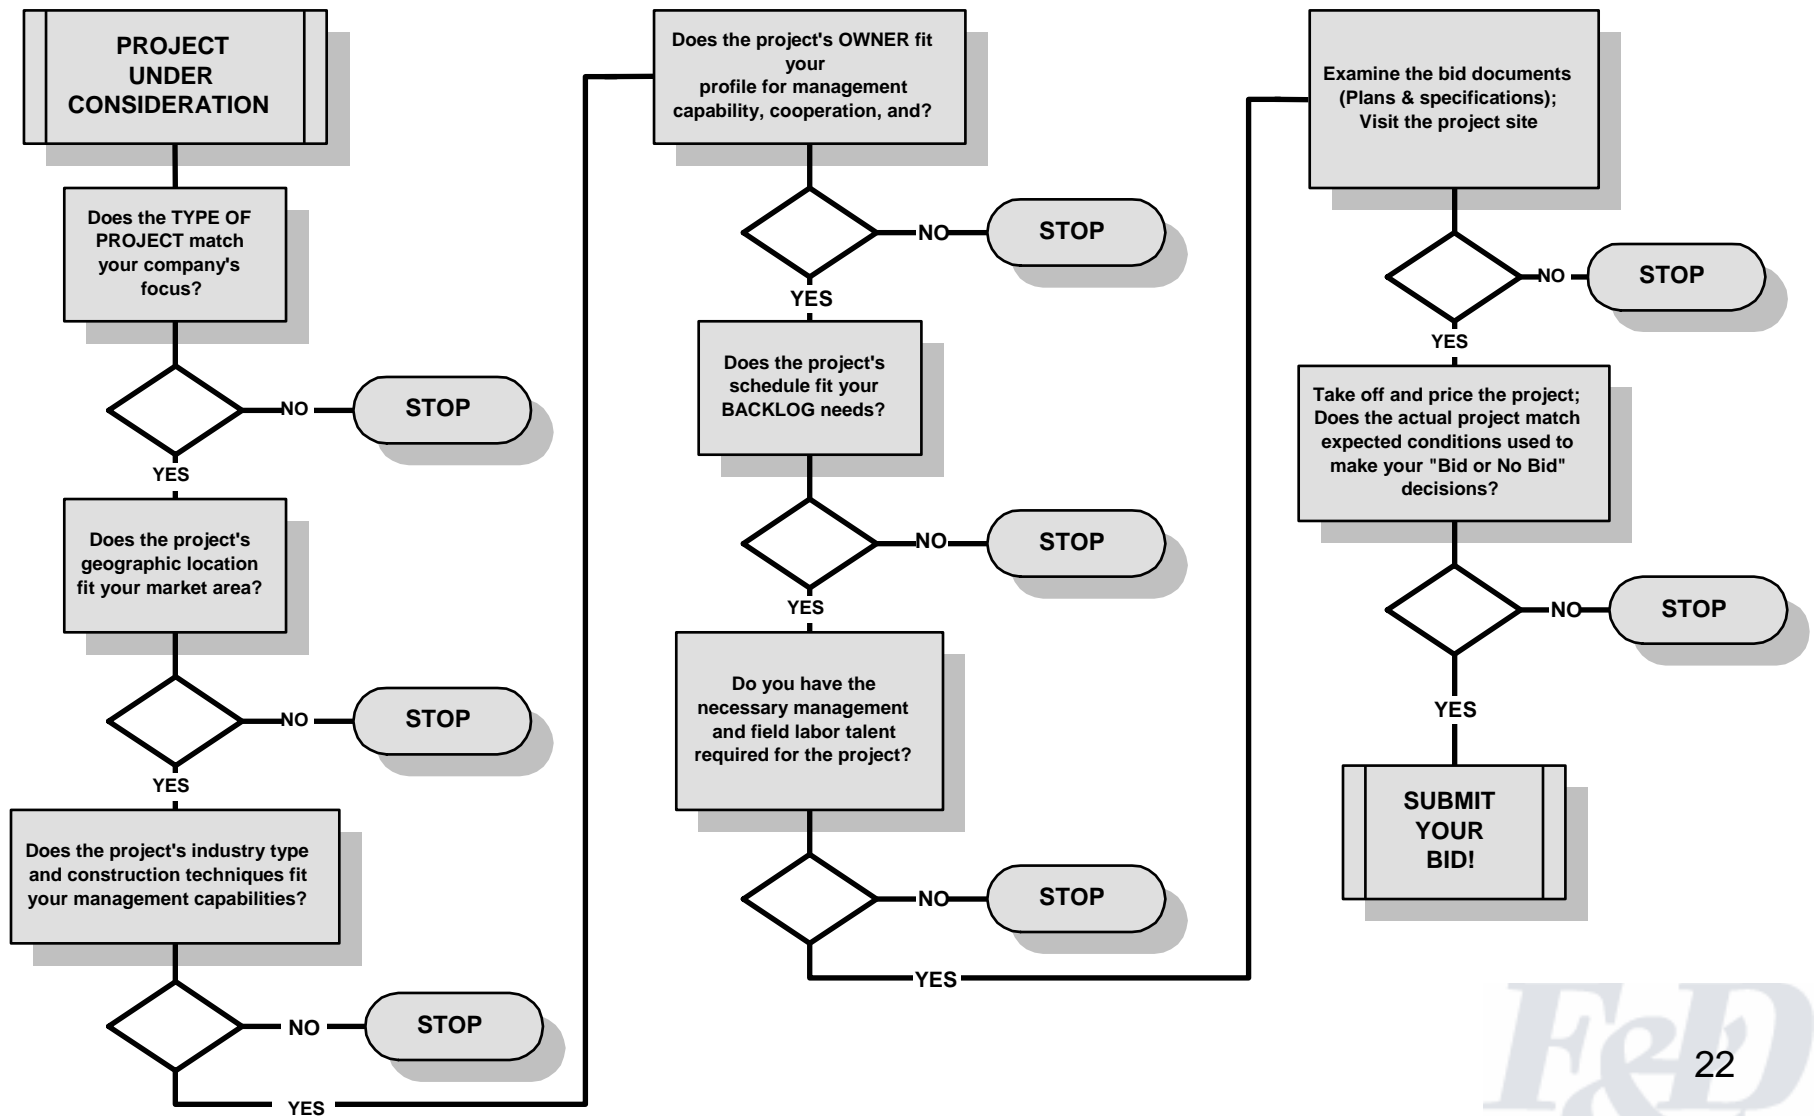 PROJECT
UNDER
CONSIDERATION
Does the TYPE OF
PROJECT match
your company's
focus?
NO
STOP
YES
Does the project's
geographic location
fit your market area?
NO
STOP
YES
Does the project's industry type
and construction techniques fit
your management capabilities?
NO
STOP
YES
Does the project's OWNER fit
your
profile for management
capability, cooperation, and?
NO
STOP
YES
Does the project's
schedule fit your
BACKLOG needs?
NO
STOP
YES
Do you have the
necessary management
and field labor talent
required for the project?
NO
STOP
YES
Examine the bid documents
(Plans & specifications);
Visit the project site
NO
STOP
YES
Take off and price the project;
Does the actual project match
expected conditions used to
make your "Bid or No Bid"
decisions?
NO
STOP
YES
SUBMIT
YOUR
BID!
F&D
22